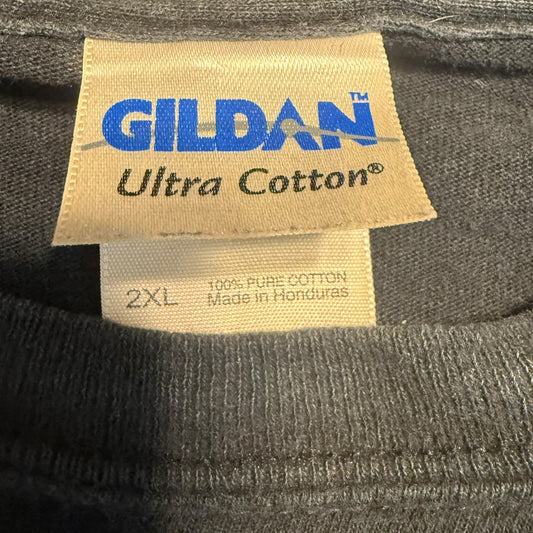 GILDAN™
Ultra Cotton®
2XL
100% PURE COTTON
Made in Honduras